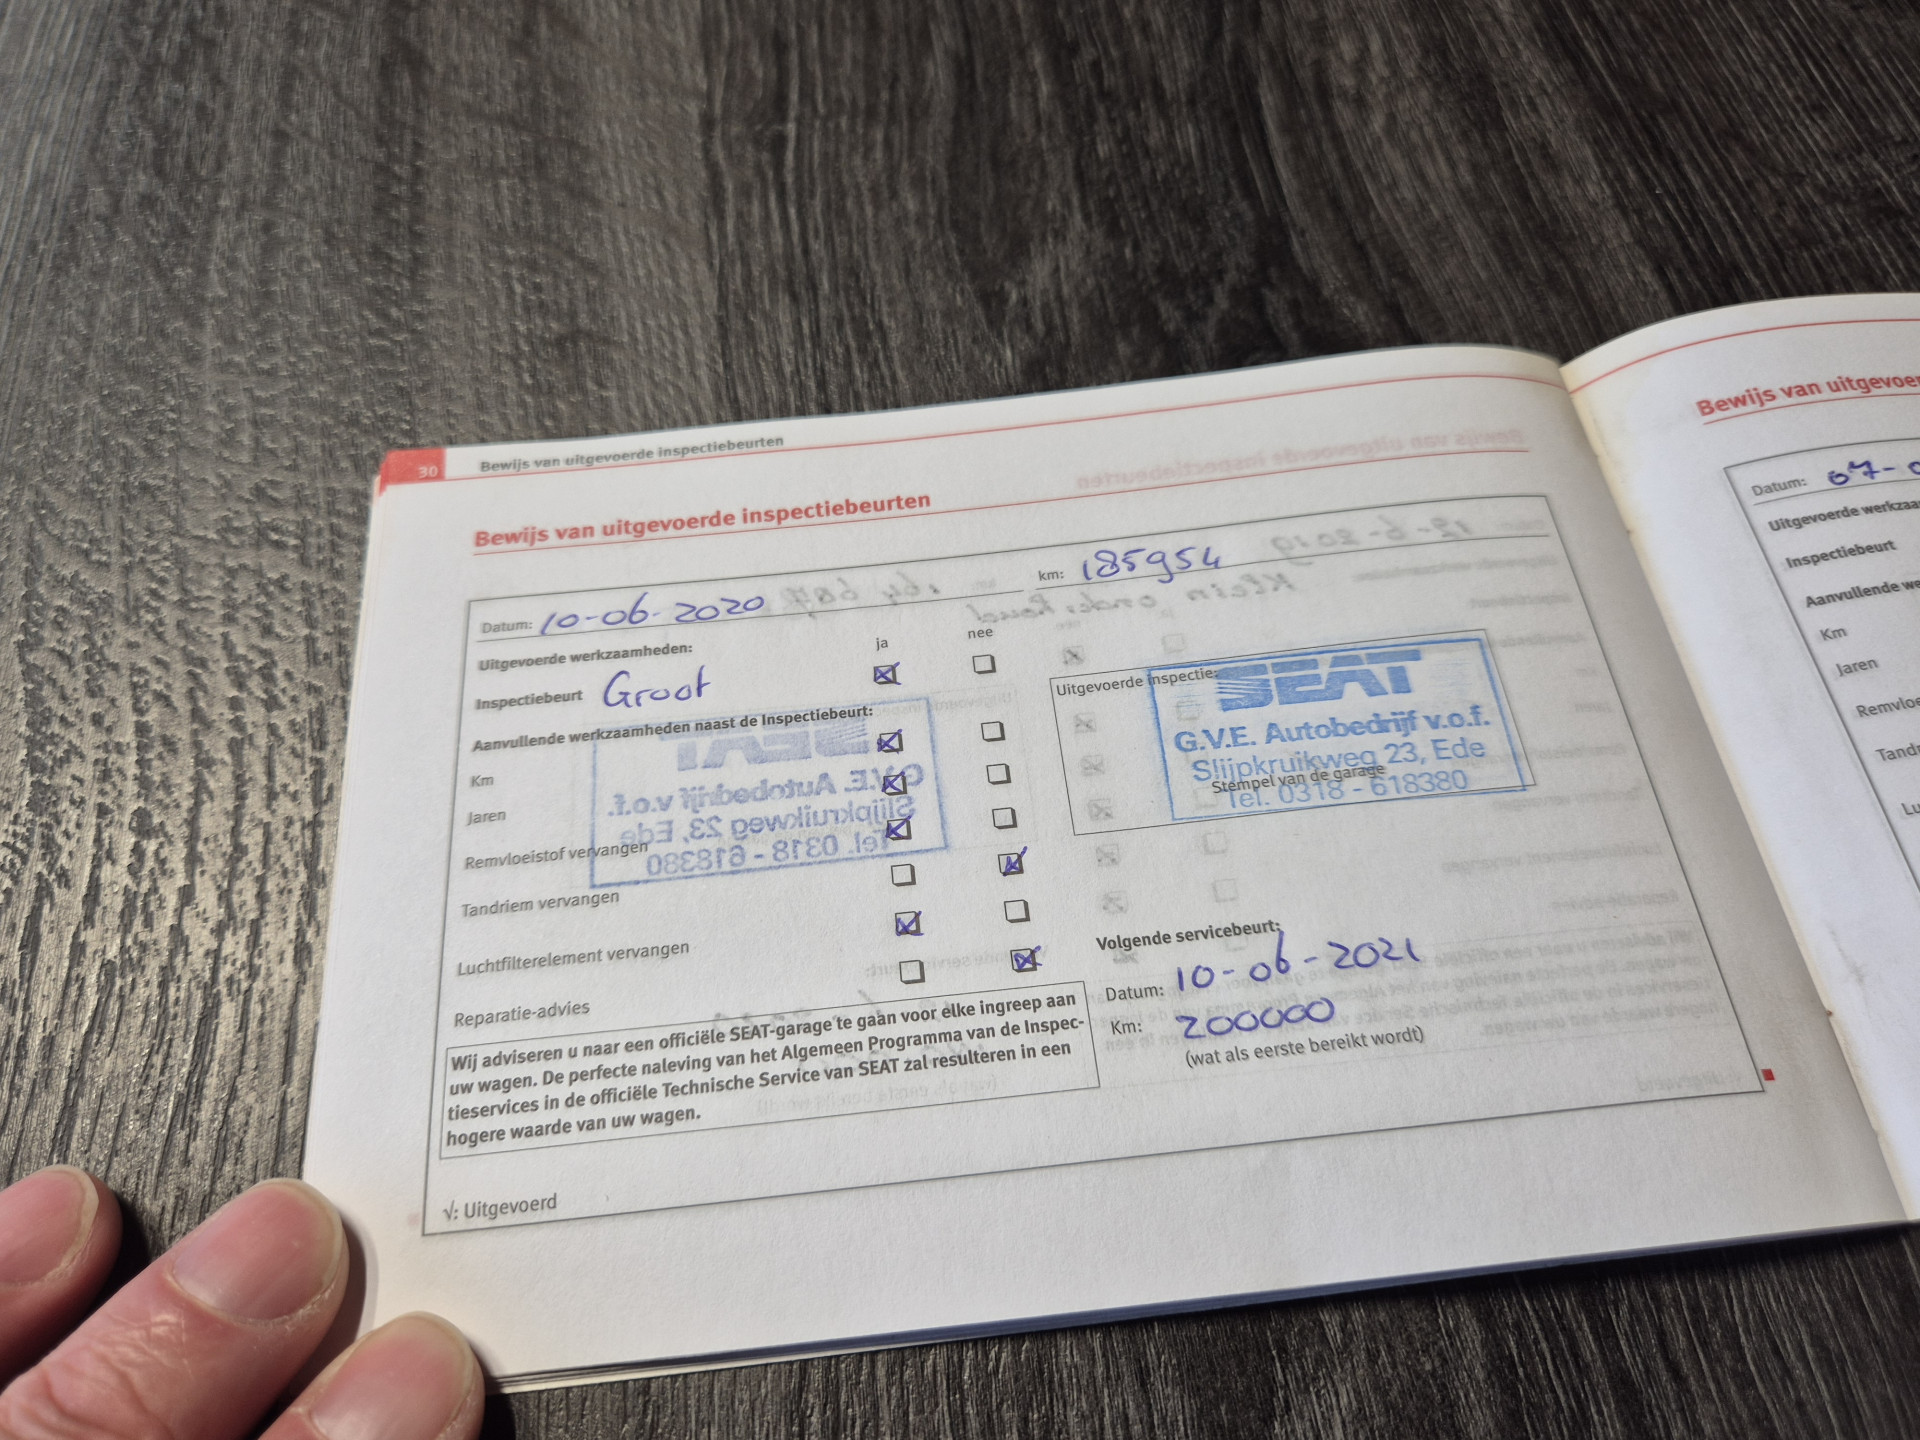 30 Bewijs van uitgevoerde inspectiebeurten
Bewijs van uitgevoerde inspectiebeurten
Datum: 10-06-2020 km: 185954
Uitgevoerde werkzaamheden: ja nee
Inspectiebeurt Groot
Aanvullende werkzaamheden naast de Inspectiebeurt:
Km
Jaren
Remvloeistof vervangen
Tandriem vervangen
Luchtfilterelement vervangen
Reparatie-advies
Wij adviseren u naar een officiële SEAT-garage te gaan voor elke ingreep aan
uw wagen. De perfecte naleving van het Algemeen Programma van de Inspec-
tieservices in de officiële Technische Service van SEAT zal resulteren in een
hogere waarde van uw wagen.
√: Uitgevoerd
Uitgevoerde inspectie:
SEAT
G.V.E. Autobedrijf v.o.f.
Slijpkruikweg 23, Ede
Stempel van de garage
Tel. 0318 - 618380
Volgende servicebeurt:
Datum: 10-06-2021
Km: 200000
(wat als eerste bereikt wordt)
Bewijs van
Datum: 07-
Uitgevoerde
Inspectiebeurt
Aanvullende
Km
Jaren